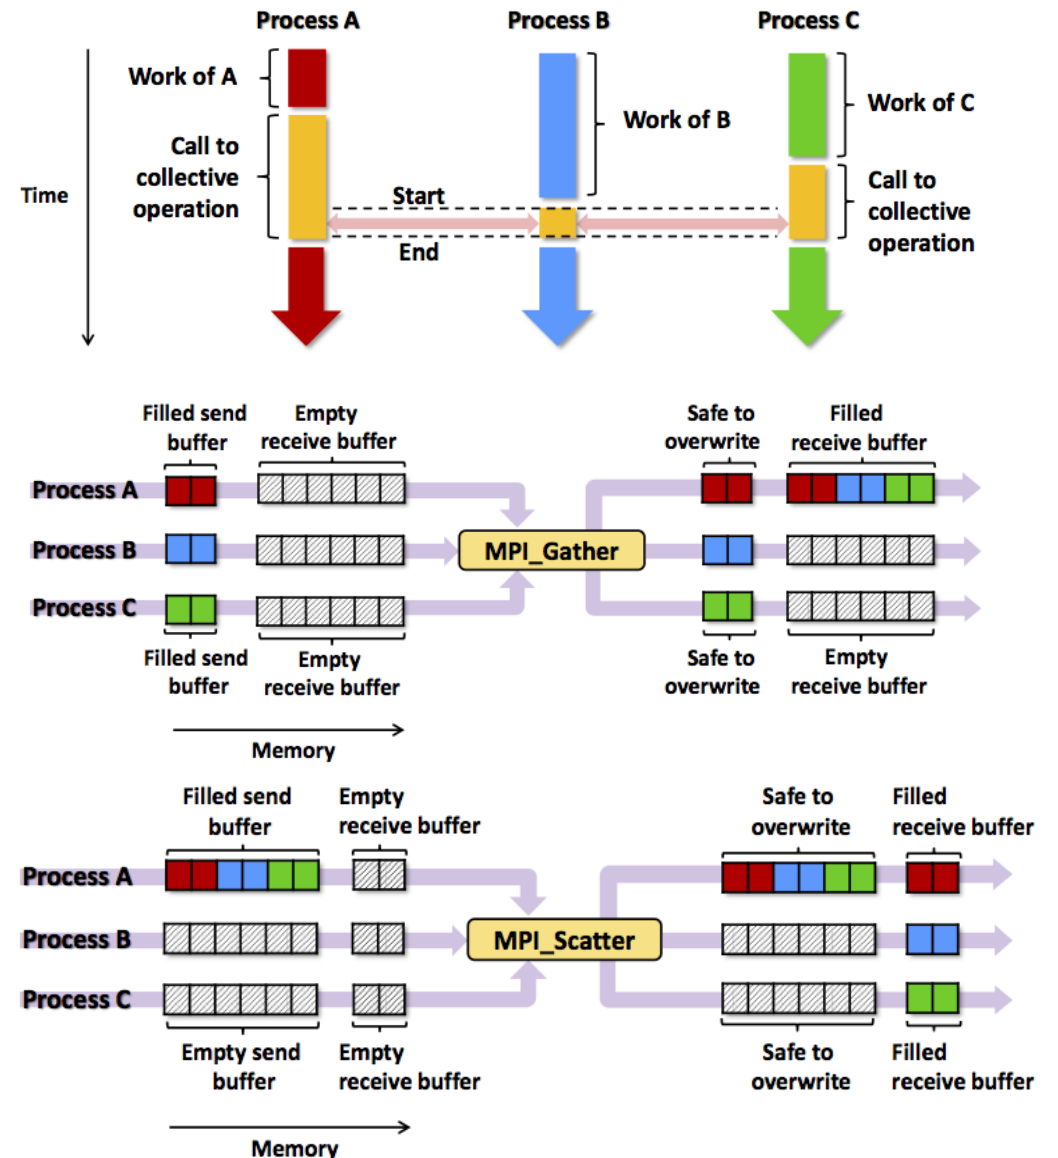 Process A
Process B
Process C
Work of A
Work of B
Work of C
Call to
collective
operation
Time
Start
End
Call to
collective
operation
Filled send
buffer
Empty
receive buffer
Safe to
overwrite
Filled
receive buffer
Process A
Process B
MPI_Gather
Process C
Filled send
buffer
Empty
receive buffer
Safe to
overwrite
Empty
receive buffer
Memory
Filled send
buffer
Empty
receive buffer
Safe to
overwrite
Filled
receive buffer
Process A
Process B
MPI_Scatter
Process C
Empty send
buffer
Empty
receive buffer
Safe to
overwrite
Filled
receive buffer
Memory